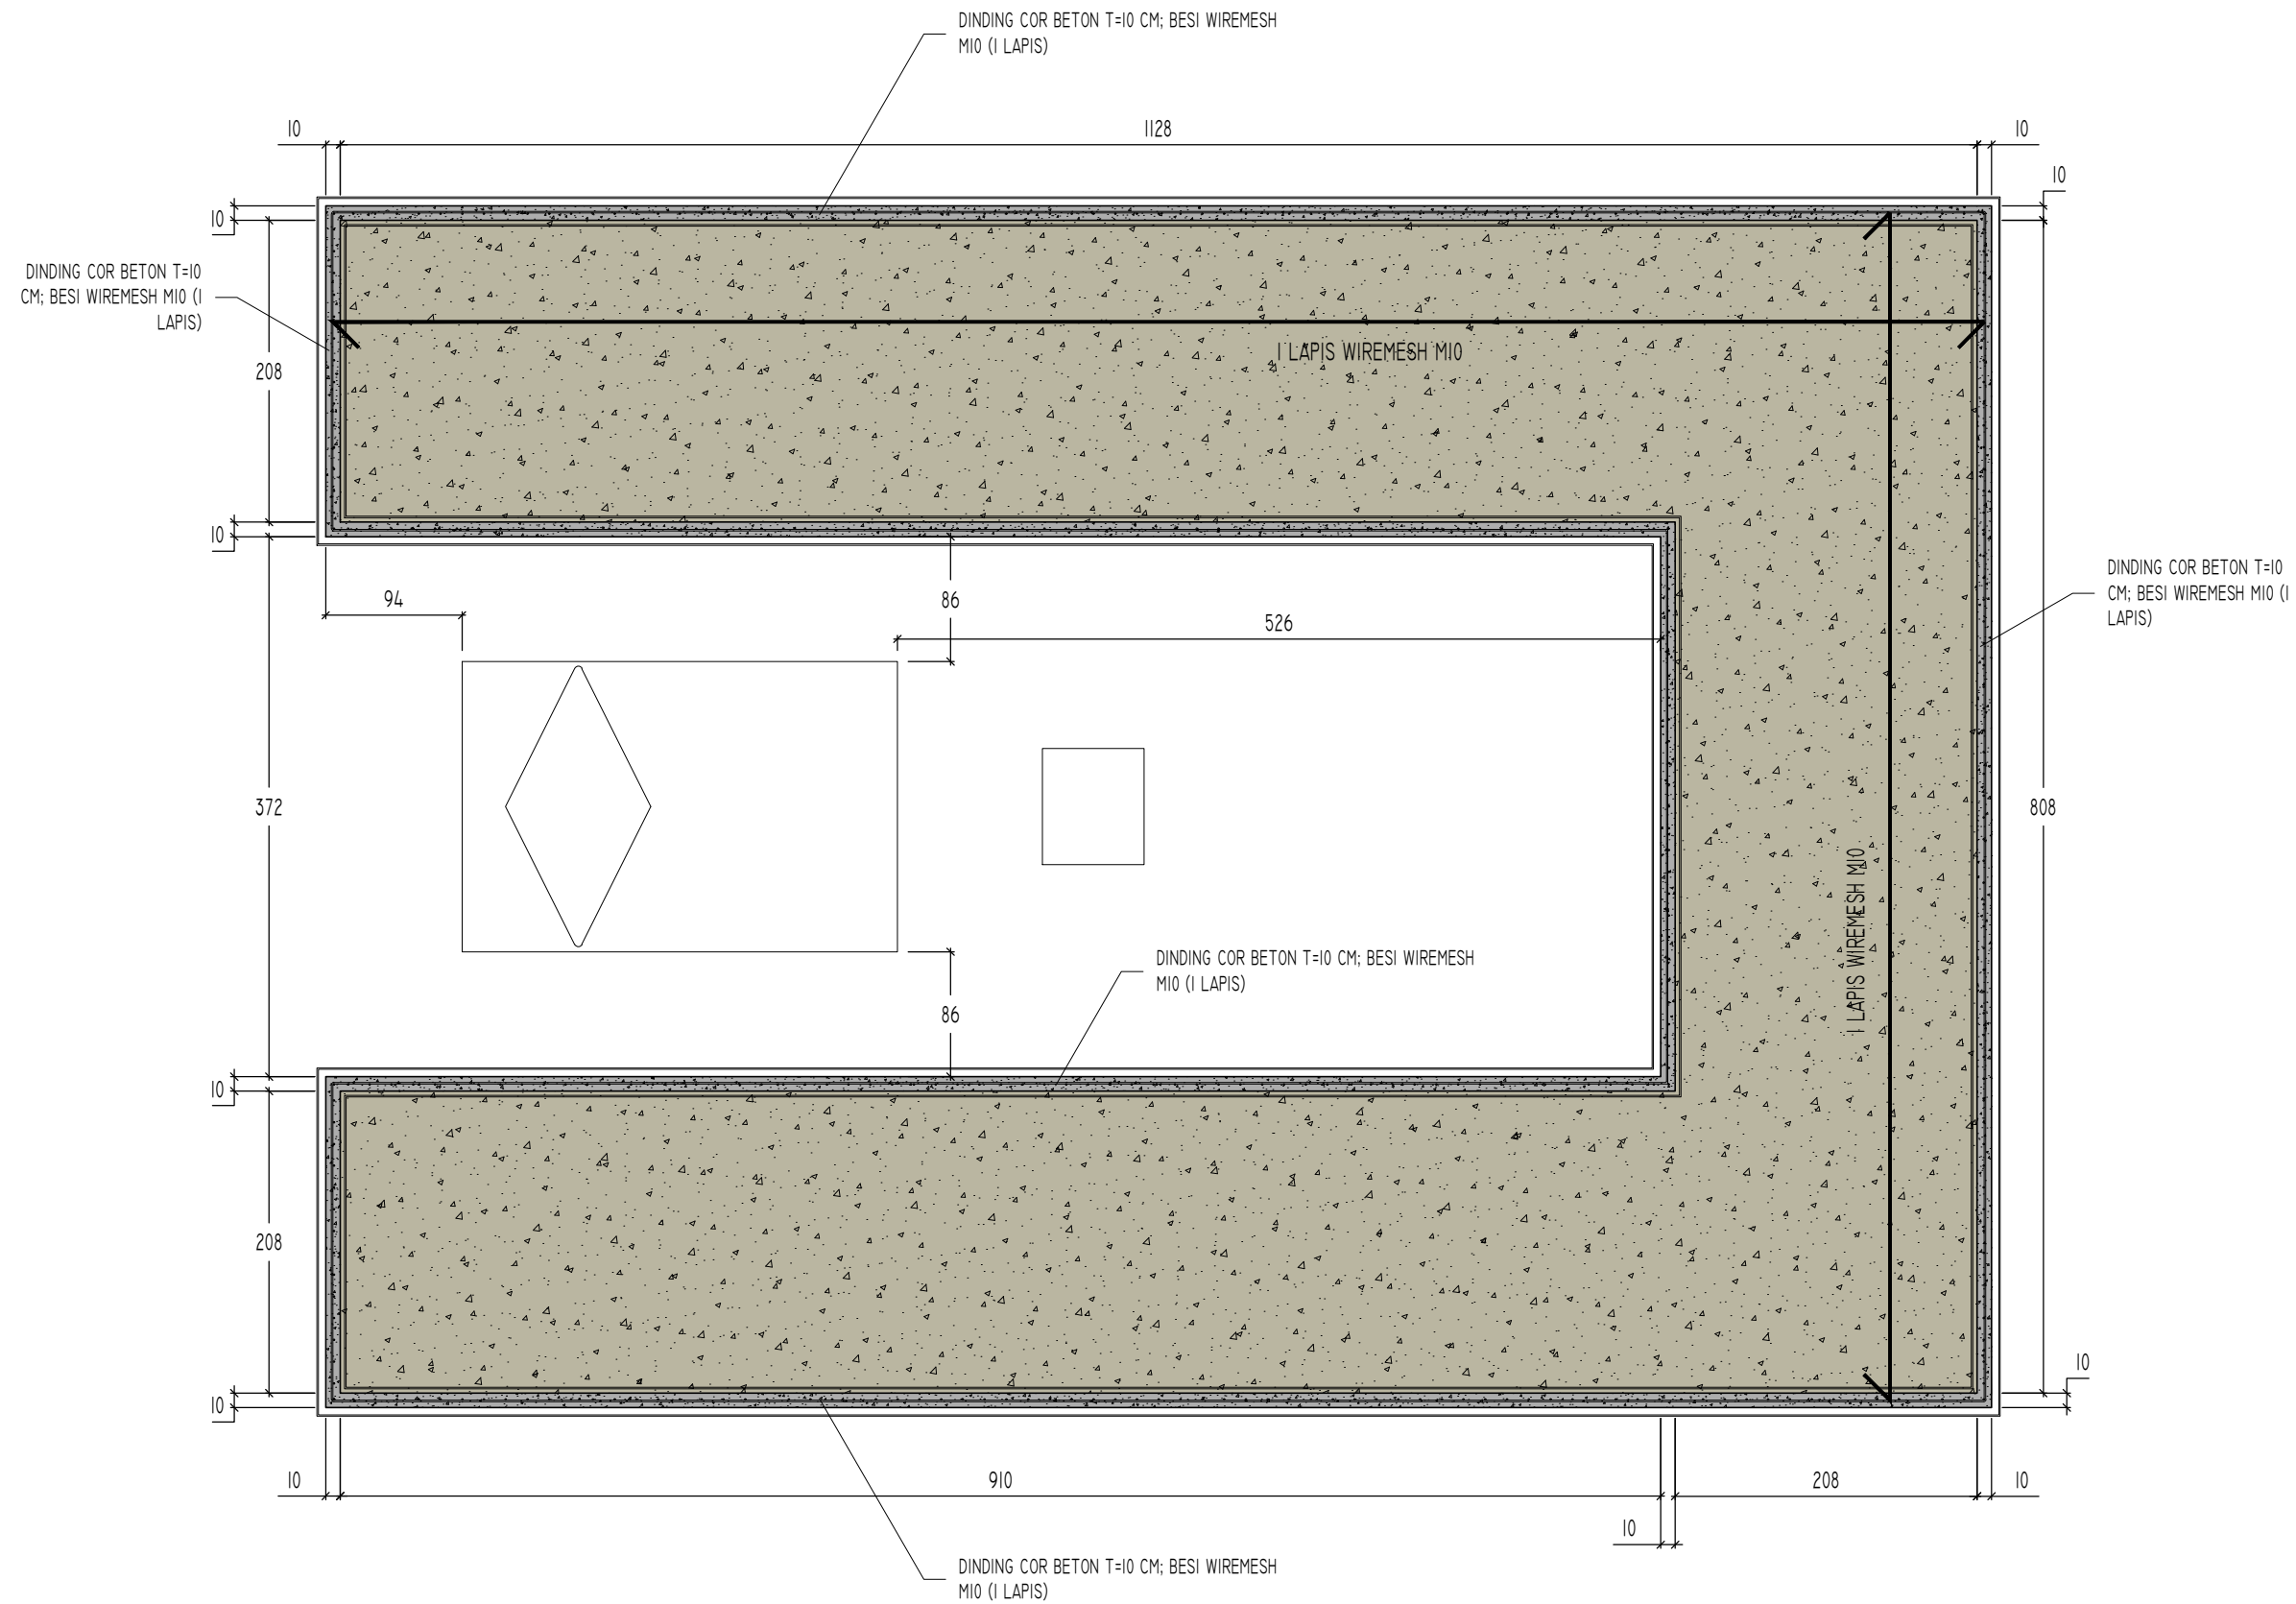 DINDING COR BETON T=10 CM; BESI WIREMESH
M10 (1 LAPIS)
10
1128
10
10
10
DINDING COR BETON T=10
CM; BESI WIREMESH M10 (1
LAPIS)
208
1 LAPIS WIREMESH M10
10
DINDING COR BETON T=10
CM; BESI WIREMESH M10 (1
LAPIS)
94
86
526
372
808
1 LAPIS WIREMESH M10
DINDING COR BETON T=10 CM; BESI WIREMESH
M10 (1 LAPIS)
86
10
208
10
10
10
910
208
10
10
DINDING COR BETON T=10 CM; BESI WIREMESH
M10 (1 LAPIS)